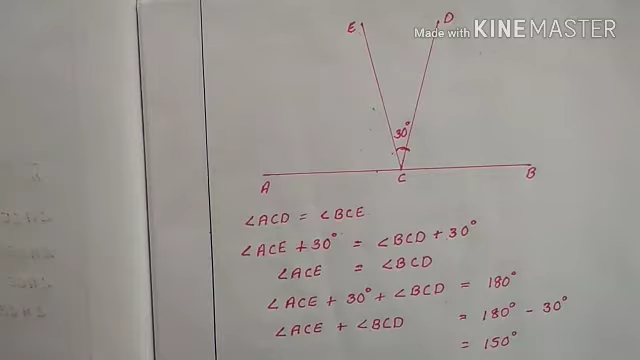 Made with KINEMASTER
E D
30°
A C B
∠ACD = ∠BCE
∠ACE + 30° = ∠BCD + 30°
∠ACE = ∠BCD
∠ACE + 30° + ∠BCD = 180°
∠ACE + ∠BCD = 180° - 30°
= 150°